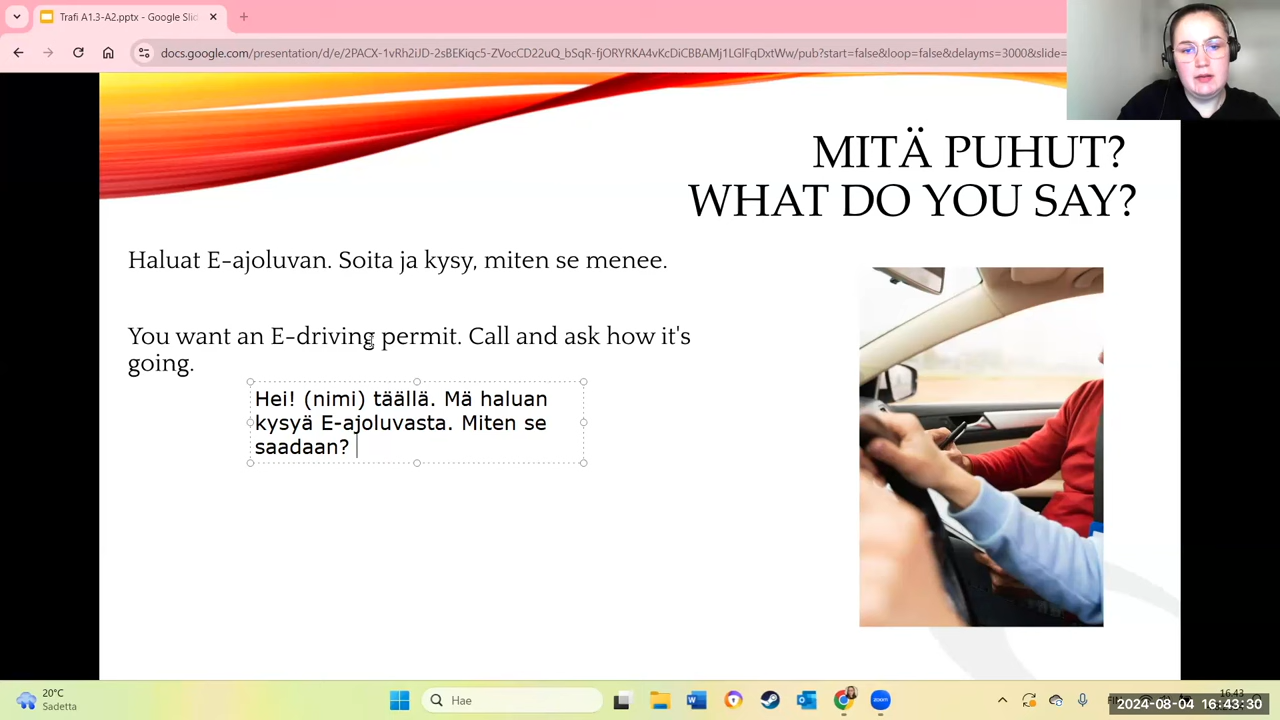 Trafi A1.3-A2.pptx - Google Slid
docs.google.com/presentation/d/e/2PACX-1vRh2iJD-2sBEKiqcS7VoCD22uQ_bSqR-fjORYRKA4vKcDiCBBAMj1LGlFqDxtWw/pub?start=false&loop=false&delayms=3000&slide=
MITÄ PUHUT?
WHAT DO YOU SAY?
Haluat E-ajoluvan. Soita ja kysy, miten se menee.
You want an E-driving permit. Call and ask how it's
going.
Hei! (nimi) täällä. Mä haluan
kysyä E-ajoluvasta. Miten se
saadaan?
20°C
Sadetta
Hae
16.43
2024-08-04 16:43:30